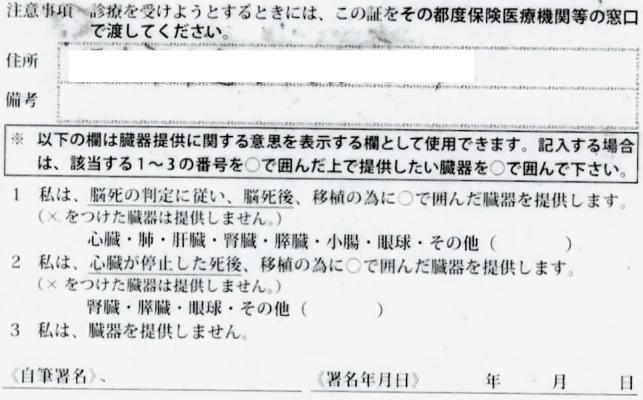 注意事項 診療を受けようとするときには、この証をその都度保険医療機関等の窓口
で渡してください。
住所
備考
※ 以下の欄は臓器提供に関する意思を表示する欄として使用できます。記入する場合
は、該当する1~3の番号を○で囲んだ上で提供したい臓器を○で囲んで下さい。
1 私は、脳死の判定に従い、脳死後、移植の為に○で囲んだ臓器を提供します。
(×をつけた臓器は提供しません。)
心臓・肺・肝臓・腎臓・膵臓・小腸・眼球・その他( )
2 私は、心臓が停止した死後、移植の為に○で囲んだ臓器を提供します。
(×をつけた臓器は提供しません。)
腎臓・膵臓・眼球・その他( )
3 私は、臓器を提供しません。
《自筆署名》、 《署名年月日》 年 月 日